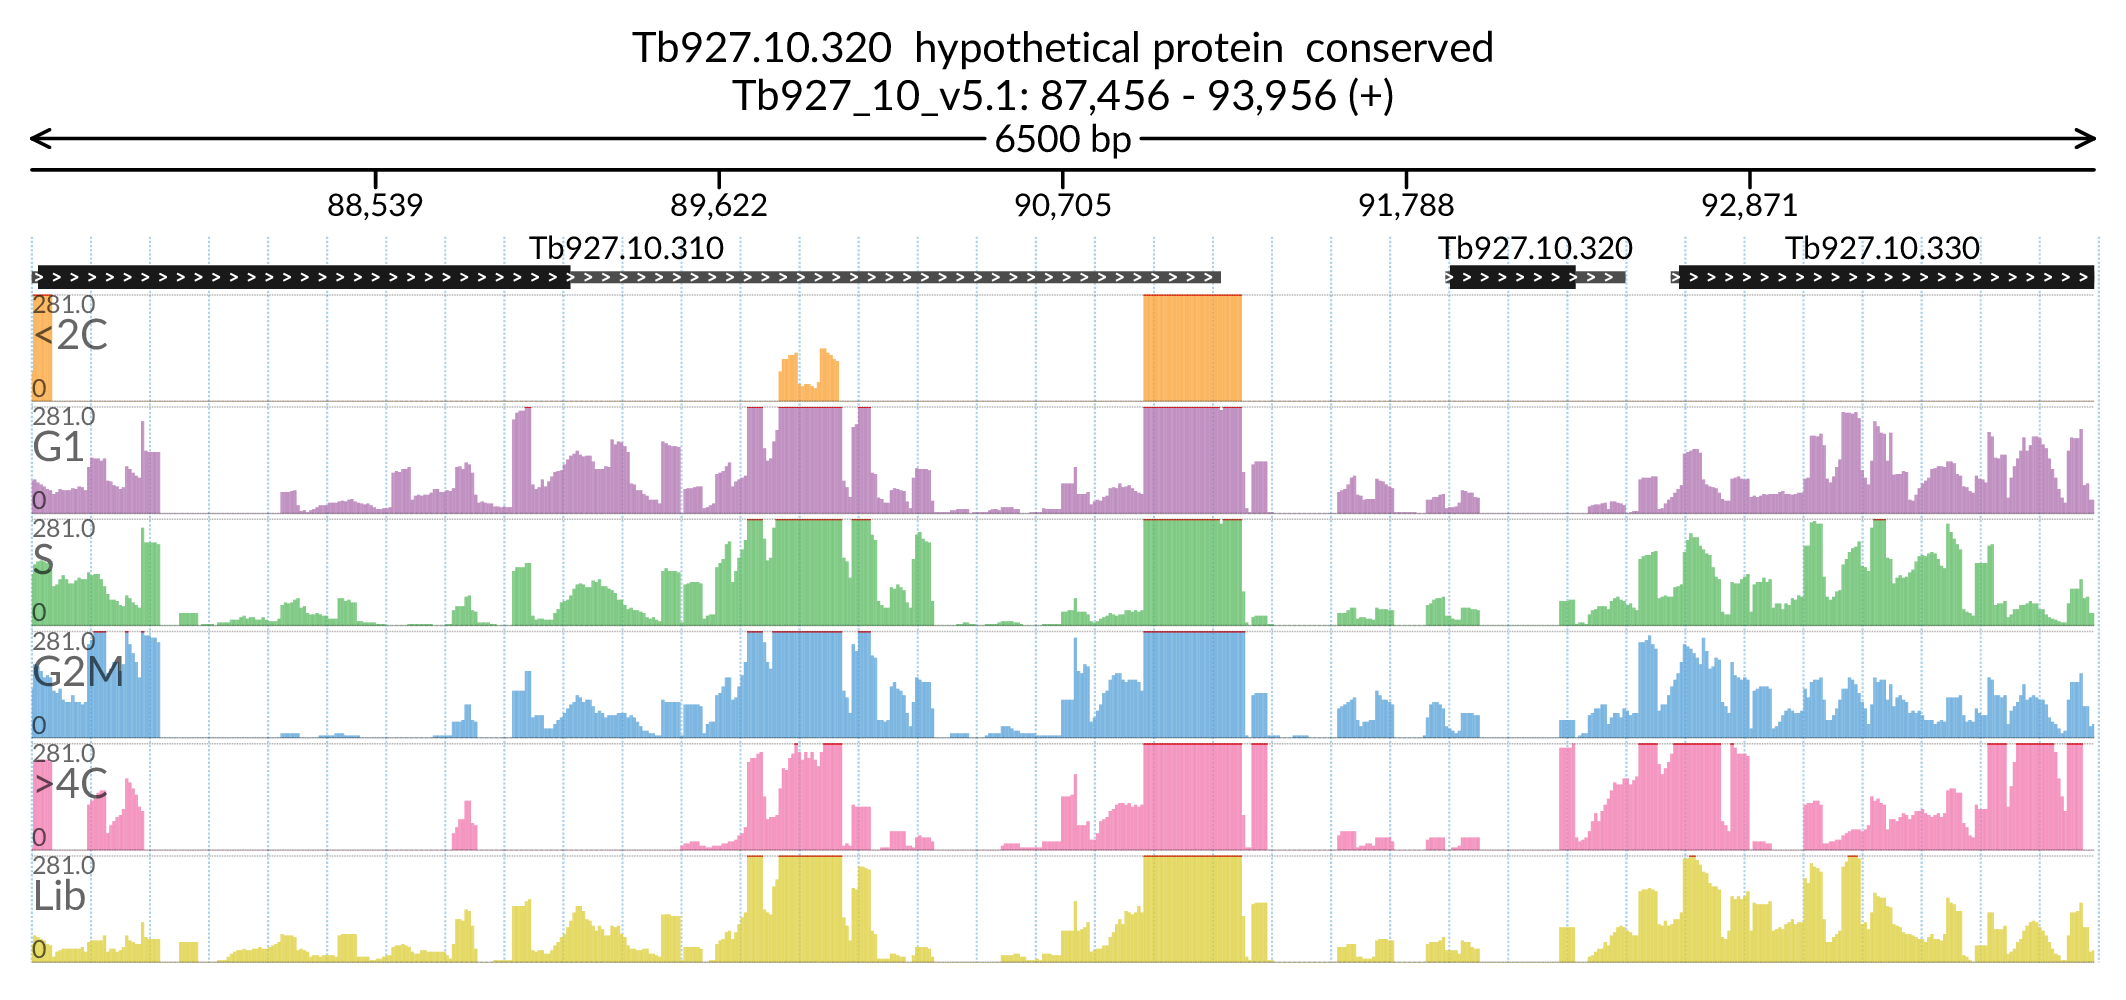 Tb927.10.320 hypothetical protein conserved
Tb927_10_v5.1: 87,456 - 93,956 (+)
6500 bp
88,539 89,622 90,705 91,788 92,871
Tb927.10.310 Tb927.10.320 Tb927.10.330
281.0
<2C
0
281.0
G1
0
281.0
S
0
281.0
G2M
0
281.0
>4C
0
281.0
Lib
0